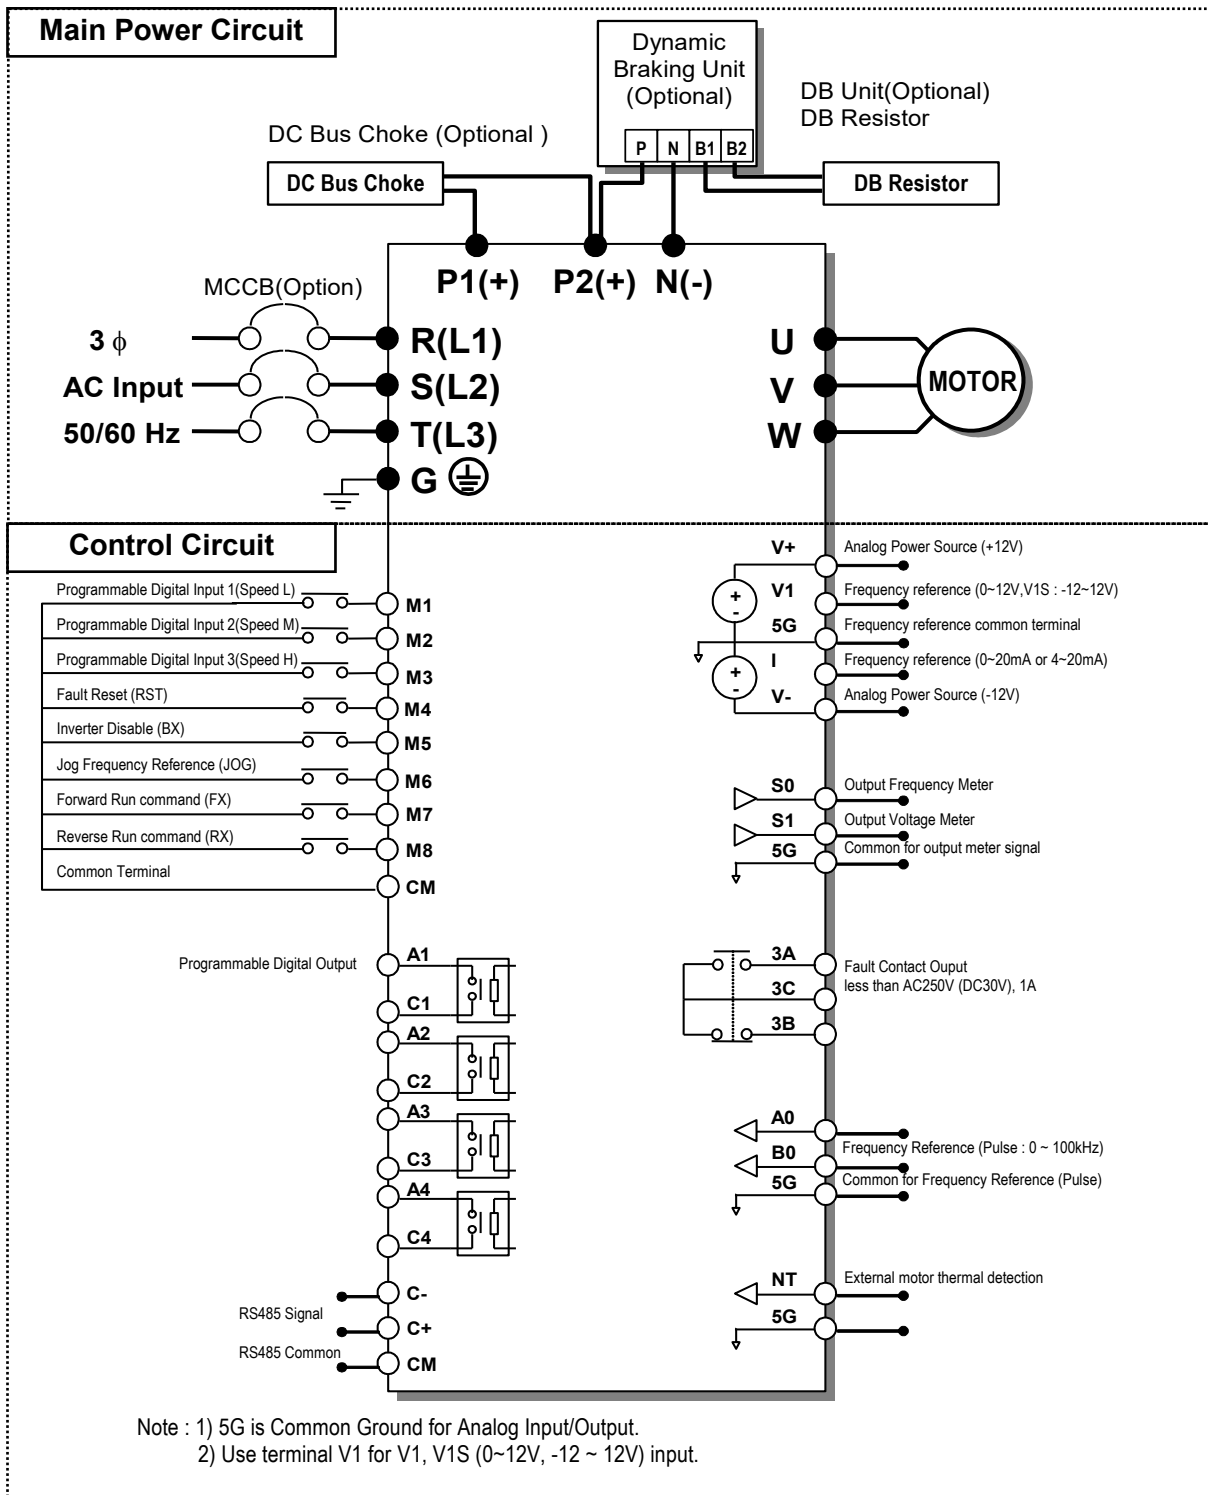 Main Power Circuit
Dynamic
Braking Unit
(Optional)
P N B1 B2
DB Unit(Optional)
DB Resistor
DC Bus Choke (Optional )
DC Bus Choke
DB Resistor
P1(+) P2(+) N(-)
MCCB(Option)
3 ϕ
R(L1)
U
AC Input
S(L2)
V
MOTOR
50/60 Hz
T(L3)
W
G
Control Circuit
Programmable Digital Input 1(Speed L)
M1
Programmable Digital Input 2(Speed M)
M2
Programmable Digital Input 3(Speed H)
M3
Fault Reset (RST)
M4
Inverter Disable (BX)
M5
Jog Frequency Reference (JOG)
M6
Forward Run command (FX)
M7
Reverse Run command (RX)
M8
Common Terminal
CM
V+
Analog Power Source (+12V)
+
-
V1
Frequency reference (0~12V,V1S : -12~12V)
5G
Frequency reference common terminal
+
-
I
Frequency reference (0~20mA or 4~20mA)
V-
Analog Power Source (-12V)
S0
Output Frequency Meter
S1
Output Voltage Meter
5G
Common for output meter signal
Programmable Digital Output
A1
C1
A2
C2
A3
C3
A4
C4
3A
Fault Contact Ouput
less than AC250V (DC30V), 1A
3C
3B
A0
Frequency Reference (Pulse : 0 ~ 100kHz)
B0
Common for Frequency Reference (Pulse)
5G
NT
External motor thermal detection
5G
RS485 Signal
C-
C+
RS485 Common
CM
Note : 1) 5G is Common Ground for Analog Input/Output.
2) Use terminal V1 for V1, V1S (0~12V, -12 ~ 12V) input.